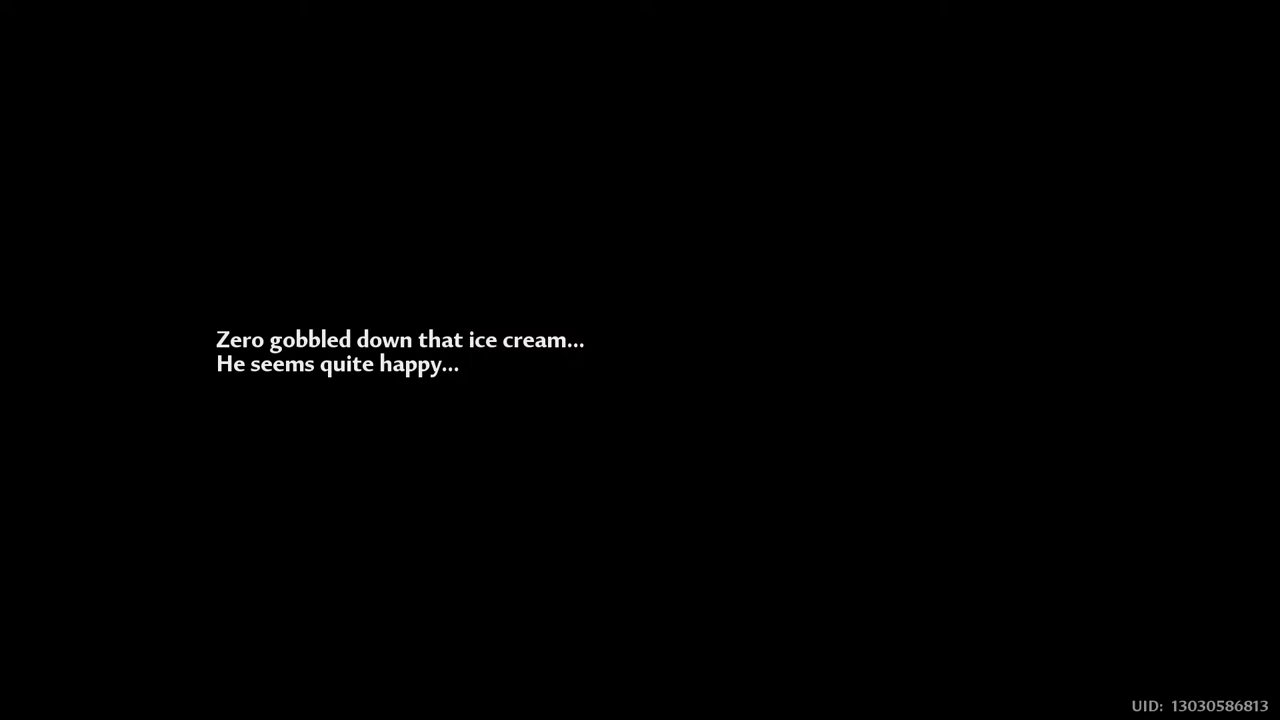 Zero gobbled down that ice cream...
He seems quite happy...
UID: 13030586813